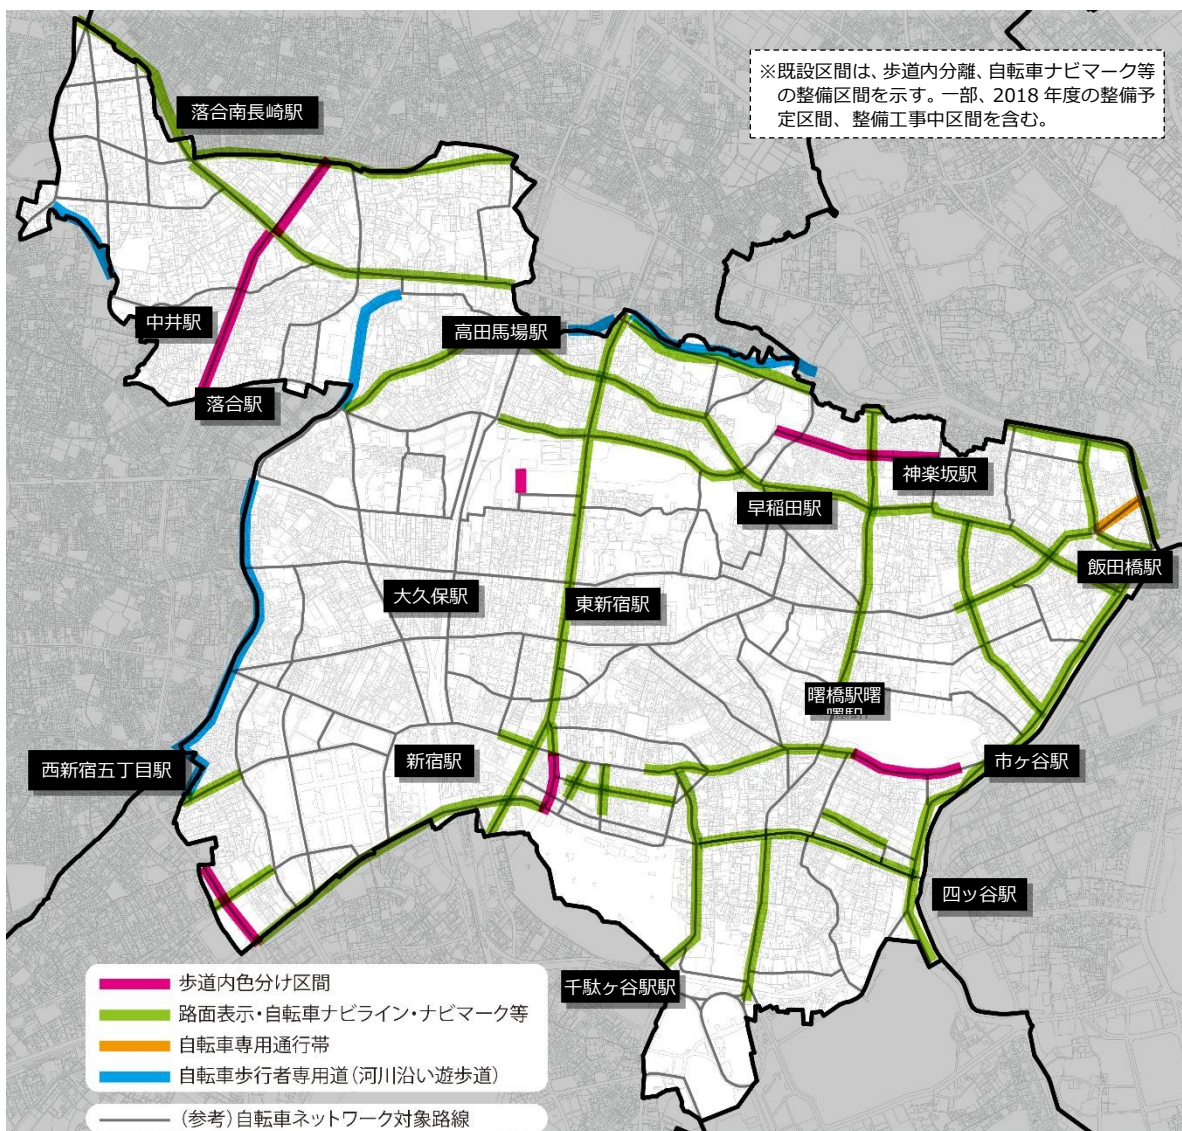 ※既設区間は、歩道内分離、自転車ナビマーク等
の整備区間を示す。一部、2018 年度の整備予
定区間、整備工事中区間を含む。
落合南長崎駅
中井駅
高田馬場駅
落合駅
神楽坂駅
早稲田駅
飯田橋駅
大久保駅
東新宿駅
曙橋駅曙
新宿駅
市ヶ谷駅
西新宿五丁目駅
四ッ谷駅
千駄ヶ谷駅駅
歩道内色分け区間
路面表示・自転車ナビライン・ナビマーク等
自転車専用通行帯
自転車歩行者専用道(河川沿い遊歩道)
(参考)自転車ネットワーク対象路線